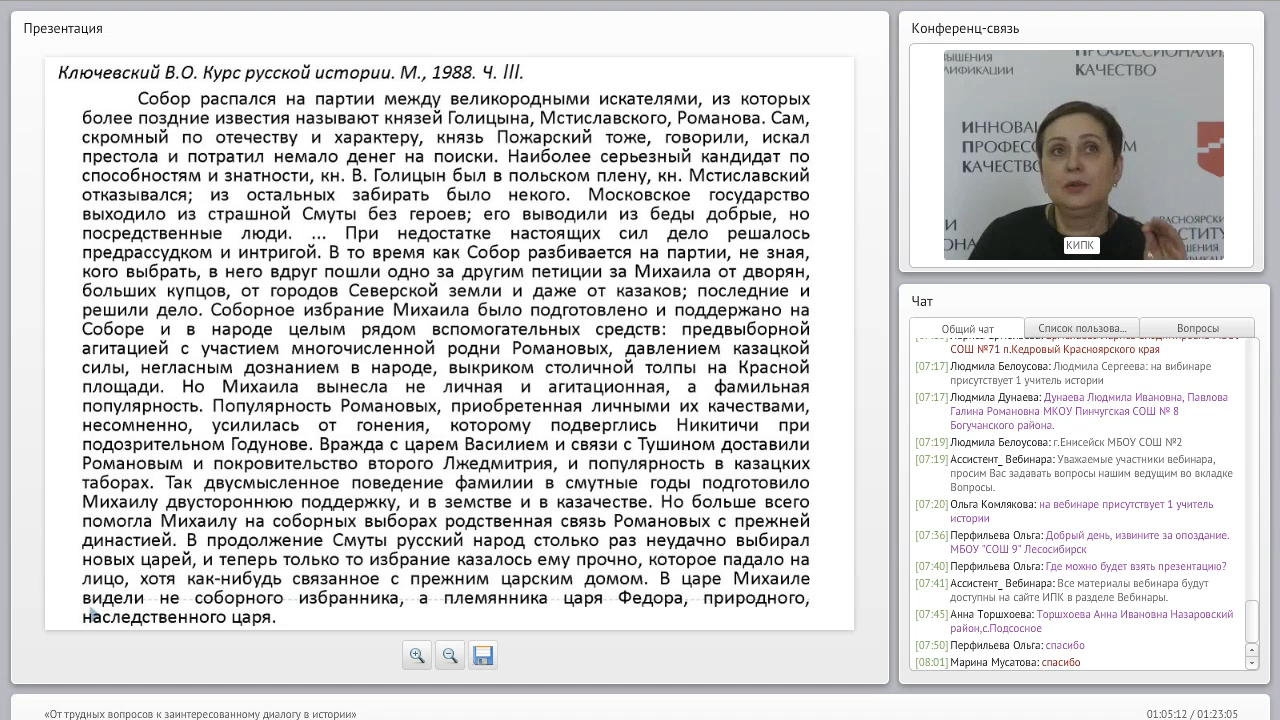 Презентация
Ключевский В.О. Курс русской истории. М., 1988. Ч. III.
Собор распался на партии между великородными искателями, из которых
более поздние известия называют князей Голицына, Мстиславского, Романова. Сам,
скромный по отечеству и характеру, князь Пожарский тоже, говорили, искал
престола и потратил немало денег на поиски. Наиболее серьезный кандидат по
способностям и знатности, кн. В. Голицын был в польском плену, кн. Мстиславский
отказывался; из остальных забирать было некого. Московское государство
выходило из страшной Смуты без героев; его выводили из беды добрые, но
посредственные люди. ... При недостатке настоящих сил дело решалось
предрассудком и интригой. В то время как Собор разбивается на партии, не зная,
кого выбрать, в него вдруг пошли одно за другим петиции за Михаила от дворян,
больших купцов, от городов Северской земли и даже от казаков; последние и
решили дело. Соборное избрание Михаила было подготовлено и поддержано на
Соборе и в народе целым рядом вспомогательных средств: предвыборной
агитацией с участием многочисленной родни Романовых, давлением казацкой
силы, негласным дознанием в народе, выкриком столичной толпы на Красной
площади. Но Михаила вынесла не личная и агитационная, а фамильная
популярность. Популярность Романовых, приобретенная личными их качествами,
несомненно, усилилась от гонения, которому подверглись Никитичи при
подозрительном Годунове. Вражда с царем Василием и связи с Тушином доставили
Романовым и покровительство второго Лжедмитрия, и популярность в казацких
таборах. Так двусмысленное поведение фамилии в смутные годы подготовило
Михаилу двустороннюю поддержку, и в земстве и в казачестве. Но больше всего
помогла Михаилу на соборных выборах родственная связь Романовых с прежней
династией. В продолжение Смуты русский народ столько раз неудачно выбирал
новых царей, и теперь только то избрание казалось ему прочно, которое падало на
лицо, хотя как-нибудь связанное с прежним царским домом. В царе Михаиле
видели не соборного избранника, а племянника царя Федора, природного,
наследственного царя.
Конференц-связь
КАЧЕСТВО
КИПК
Чат
Общий чат
Список пользова...
Вопросы
СОШ №71 п.Кедровый Красноярского края
[07:17] Людмила Белоусова: Людмила Сергеева: на вибинаре
присутствует 1 учитель истории
[07:17] Людмила Дунаева: Дунаева Людмила Ивановна, Павлова
Галина Романовна МКОУ Пинчугская СОШ № 8
Богучанского района.
[07:19] Людмила Белоусова: г.Енисейск МБОУ СОШ №2
[07:19] Ассистент_ Вебинара: Уважаемые участники вебинара,
просим Вас задавать вопросы нашим ведущим во вкладке
Вопросы.
[07:20] Ольга Комлякова: на вебинаре присутствует 1 учитель
истории
[07:36] Перфильева Ольга: Добрый день, извините за опоздание.
МБОУ "СОШ 9" Лесосибирск
[07:40] Перфильева Ольга: Где можно будет взять презентацию?
[07:41] Ассистент_ Вебинара: Все материалы вебинара будут
доступны на сайте ИПК в разделе Вебинары.
[07:45] Анна Торшхоева: Торшхоева Анна Ивановна Назаровский
район,с.Подсосное
[07:50] Перфильева Ольга: спасибо
[08:01] Марина Мусатова: спасибо
«От трудных вопросов к заинтересованному диалогу в истории»
01:05:12 / 01:23:05